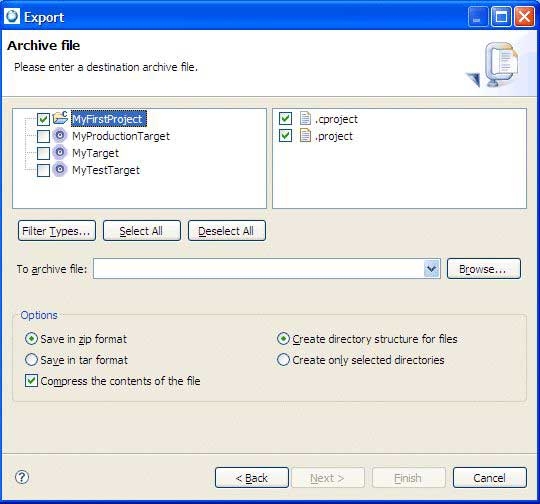 Export
Archive file
Please enter a destination archive file.
MyFirstProject
MyProductionTarget
MyTarget
MyTestTarget
.cproject
.project
Filter Types...
Select All
Deselect All
To archive file:
Browse...
Options
Save in zip format
Save in tar format
Compress the contents of the file
Create directory structure for files
Create only selected directories
?
< Back
Next >
Finish
Cancel